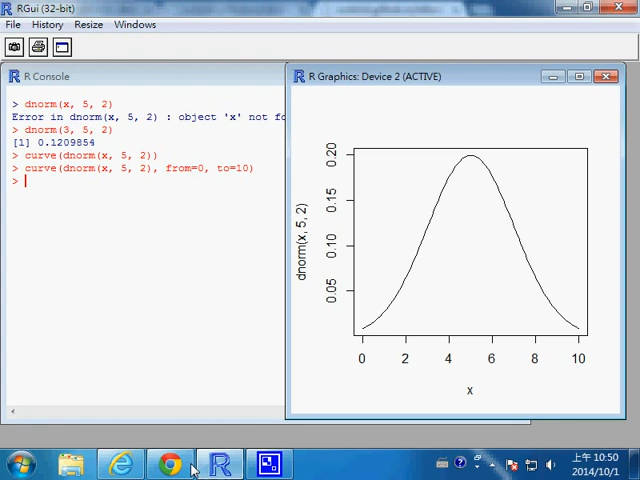 RGui (32-bit)
File History Resize Windows
R Console
> dnorm(x, 5, 2)
Error in dnorm(x, 5, 2) : object 'x' not fo
> dnorm(3, 5, 2)
[1] 0.1209854
> curve(dnorm(x, 5, 2))
> curve(dnorm(x, 5, 2), from=0, to=10)
>
R Graphics: Device 2 (ACTIVE)
0.20
0.15
0.10
0.05
dnorm(x, 5, 2)
0 2 4 6 8 10
x
上午 10:50
2014/10/1